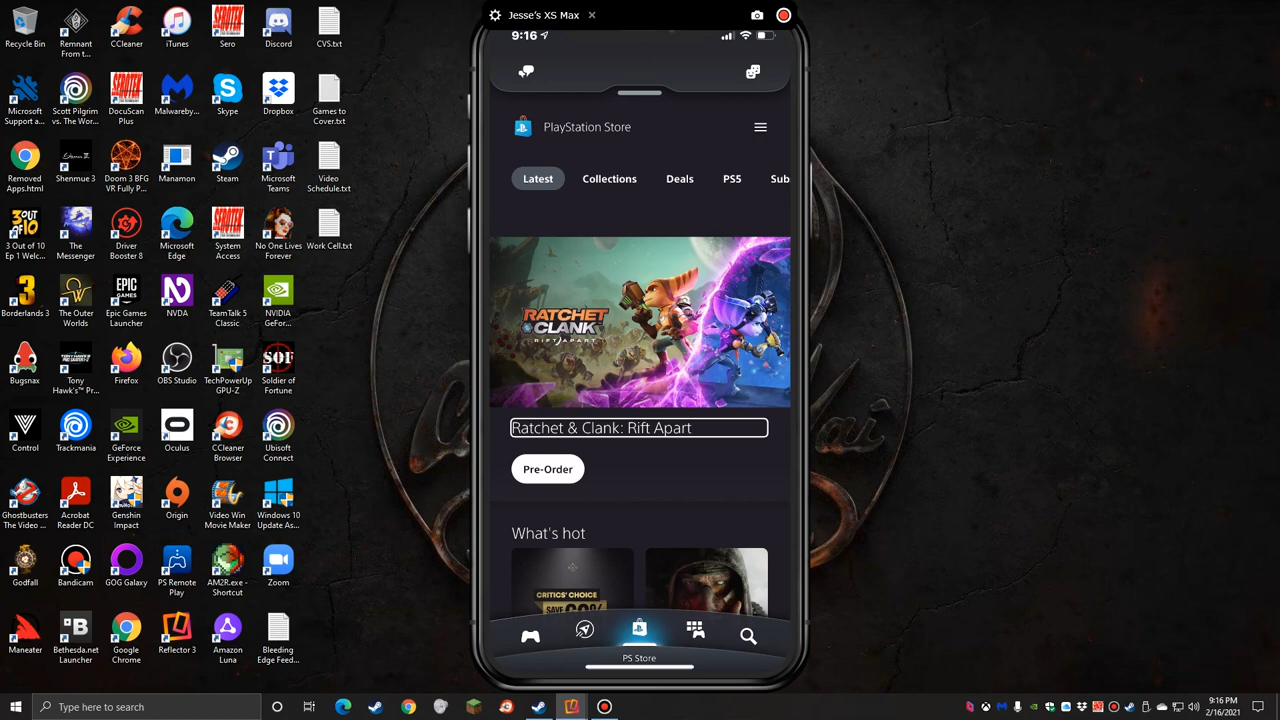 Recycle Bin
Remnant From t...
CCleaner
iTunes
Sero
Discord
CVS.txt
Microsoft Support a...
Scott Pilgrim vs. The Wor...
DocuScan Plus
Malwareby...
Skype
Dropbox
Games to Cover.txt
Removed Apps.html
Shenmue 3
Doom 3 BFG VR Fully P...
Manamon
Steam
Microsoft Teams
Video Schedule.txt
3 Out of 10 Ep 1 Welc...
The Messenger
Driver Booster 8
Microsoft Edge
System Access
No One Lives Forever
Work Cell.txt
Borderlands 3
The Outer Worlds
Epic Games Launcher
NVDA
TeamTalk 5 Classic
NVIDIA GeFor...
Bugsnax
Tony Hawk's™ Pr...
Firefox
OBS Studio
TechPowerUp GPU-Z
Soldier of Fortune
Control
Trackmania
GeForce Experience
Oculus
CCleaner Browser
Ubisoft Connect
Ghostbusters The Video ...
Acrobat Reader DC
Genshin Impact
Origin
Video Win Movie Maker
Windows 10 Update As...
Godfall
Bandicam
GOG Galaxy
PS Remote Play
AM2R.exe - Shortcut
Zoom
Maneater
Bethesda.net Launcher
Google Chrome
Reflector 3
Amazon Luna
Bleeding Edge Feed...
Jesse's XS Max
9:16
PlayStation Store
Latest Collections Deals PS5 Sub
RATCHET & CLANK
RIFT APART
Ratchet & Clank: Rift Apart
Pre-Order
What's hot
CRITICS' CHOICE
PS Store
Type here to search
9:16 PM
2/16/2021